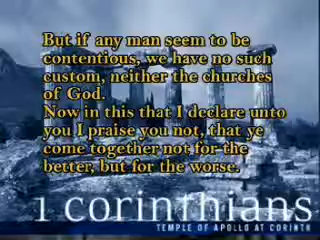 But if any man seem to be
contentious, we have no such
custom, neither the churches
of God.
Now in this that I declare unto
you I praise you not, that ye
come together not for the
better, but for the worse.
1 corinthians
TEMPLE OF APOLLO AT CORINTH